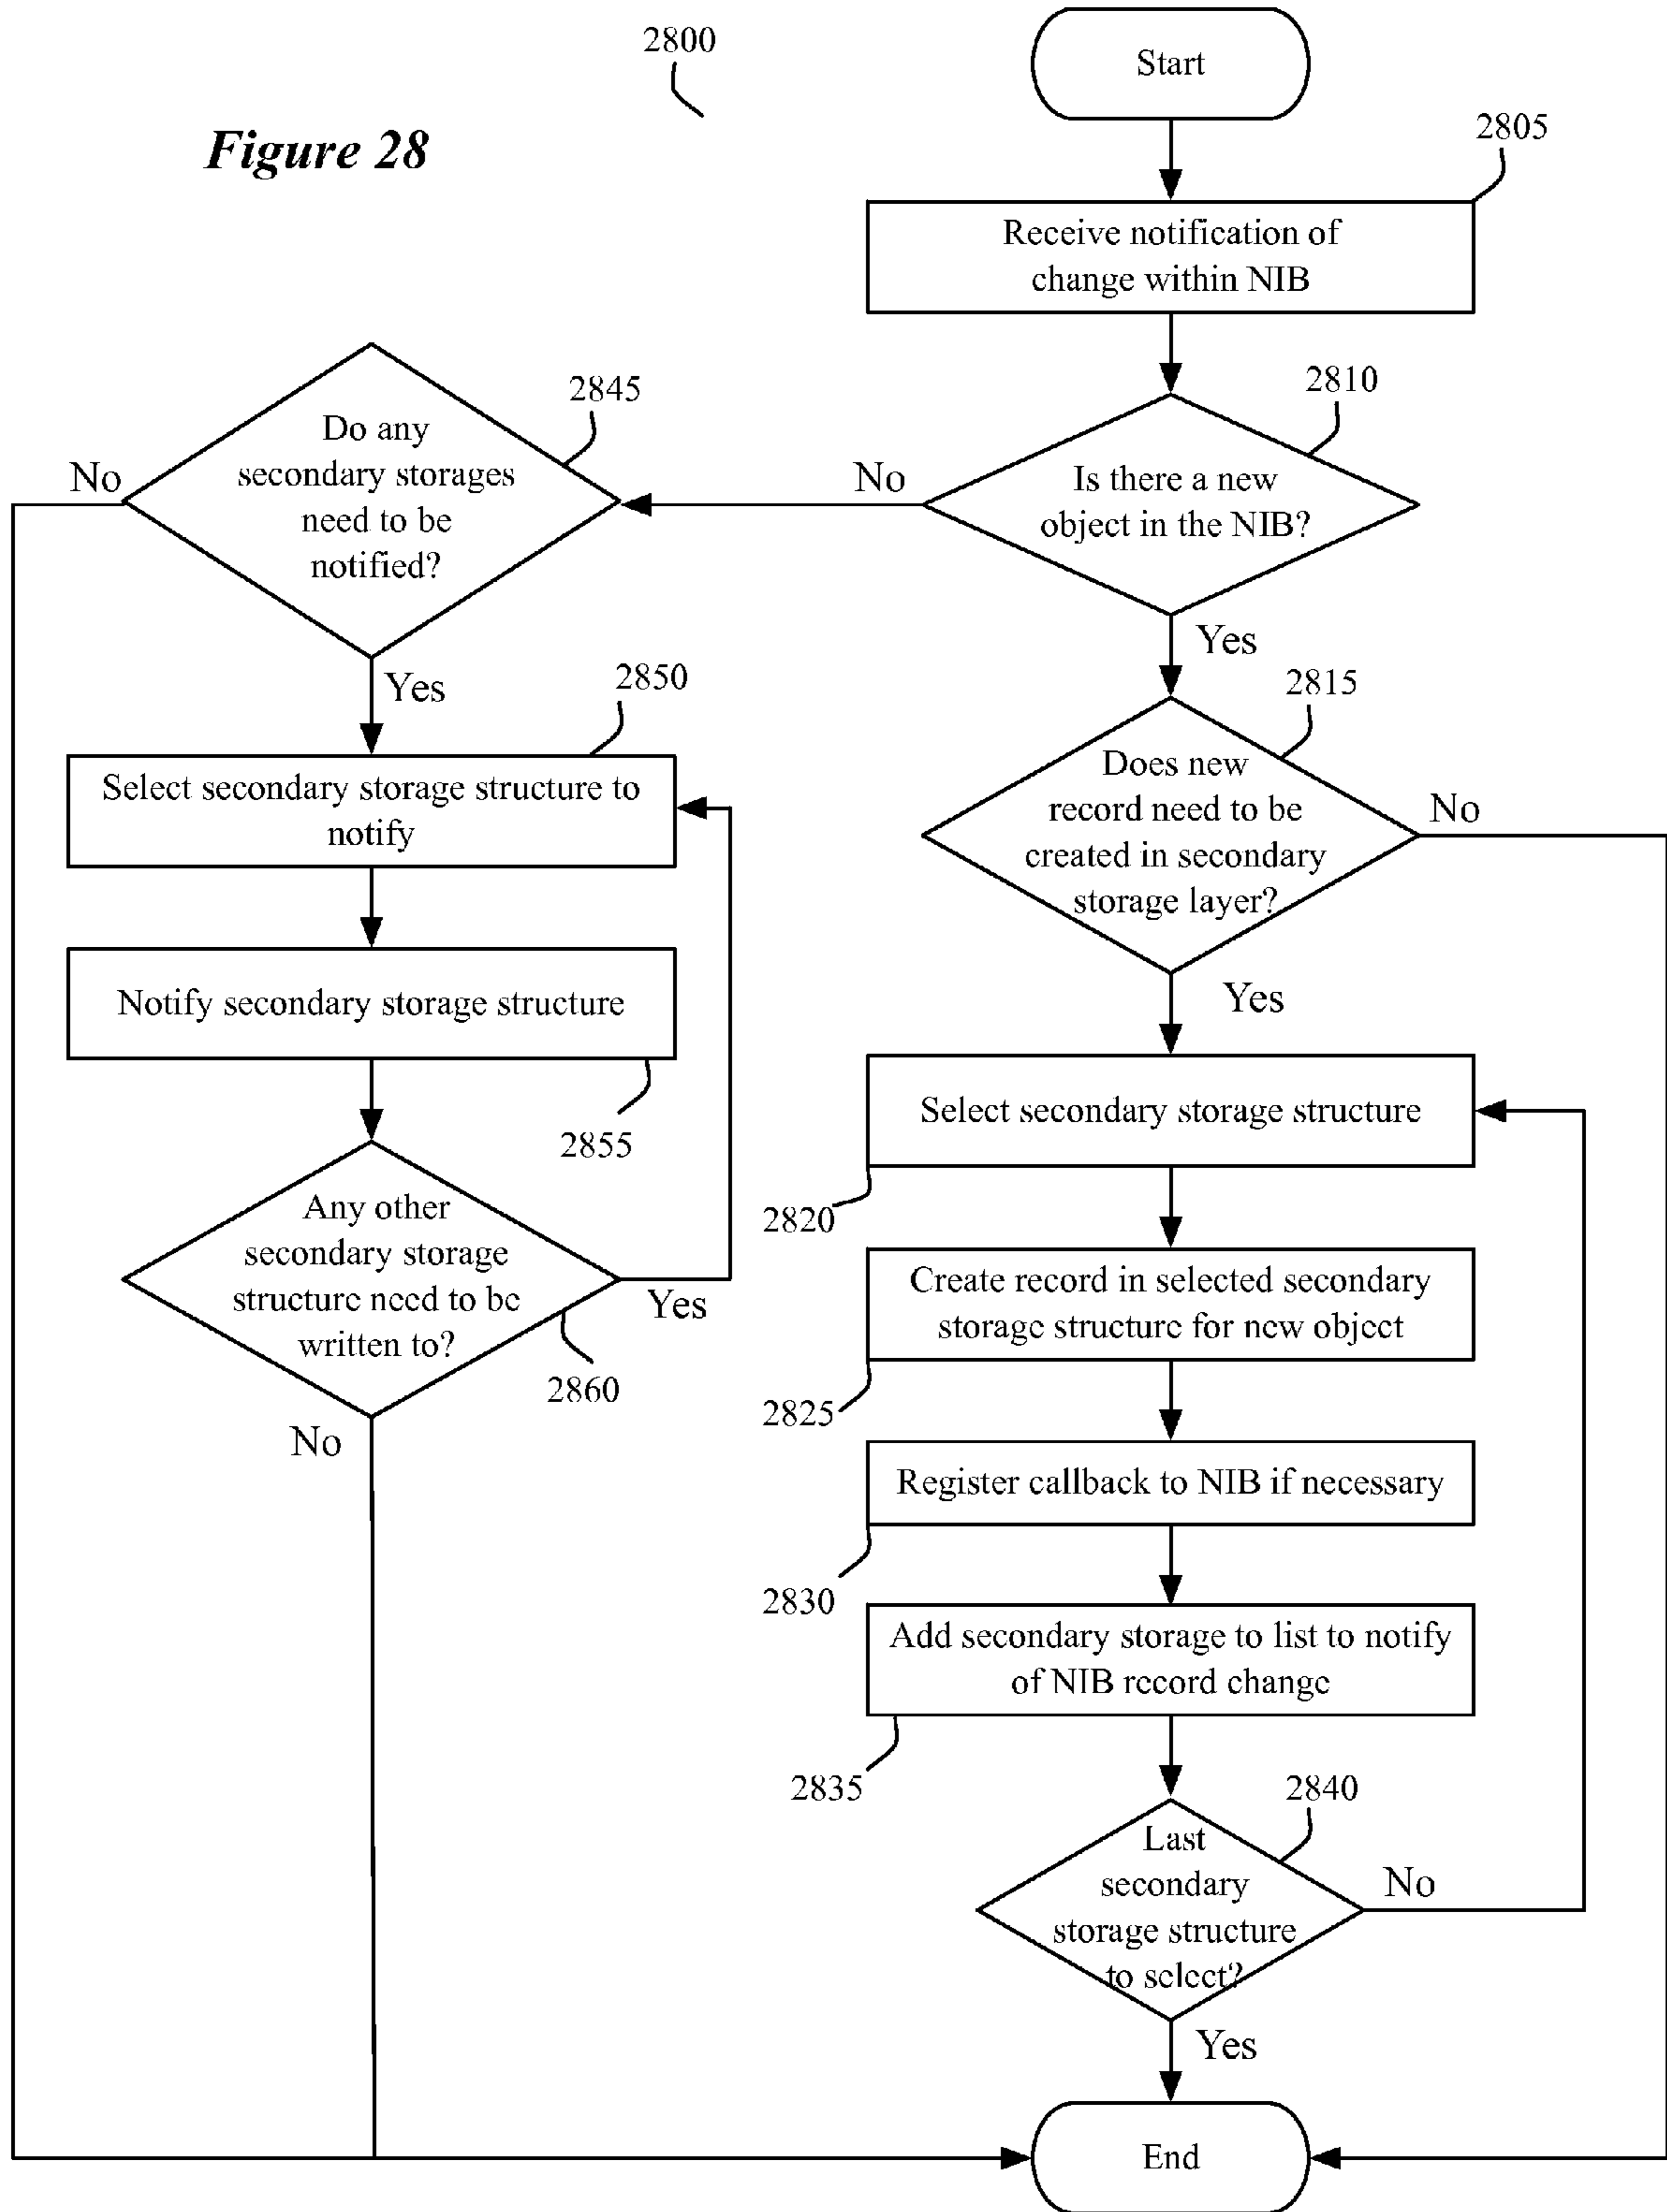 2800
Figure 28
Start
2805
Receive notification of
change within NIB
2810
Is there a new
object in the NIB?
No
Yes
2845
Do any
secondary storages
need to be
notified?
No
Yes
2850
Select secondary storage structure to
notify
Notify secondary storage structure
2855
Any other
secondary storage
structure need to be
written to?
Yes
2860
No
2815
Does new
record need to be
created in secondary
storage layer?
No
Yes
Select secondary storage structure
2820
Create record in selected secondary
storage structure for new object
2825
Register callback to NIB if necessary
2830
Add secondary storage to list to notify
of NIB record change
2835
2840
Last
secondary
storage structure
to select?
No
Yes
End